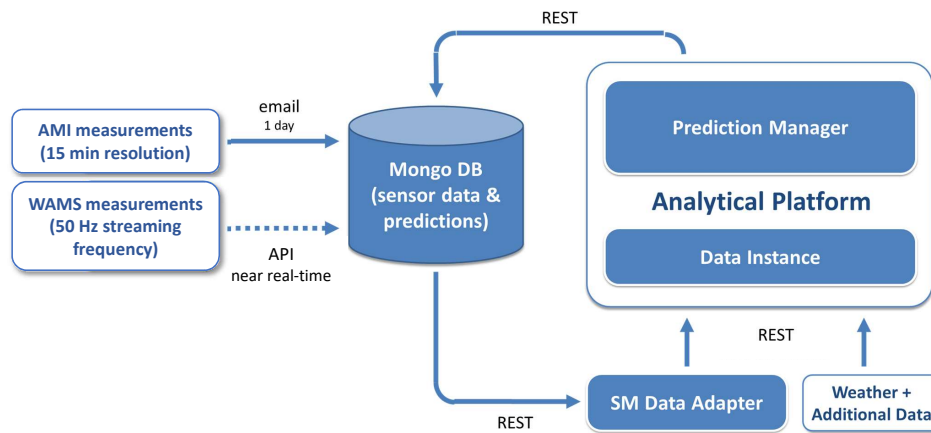 REST
email
1 day
AMI measurements
(15 min resolution)
WAMS measurements
(50 Hz streaming
frequency)
API
near real-time
Mongo DB
(sensor data &
predictions)
Prediction Manager
Analytical Platform
Data Instance
REST
REST
SM Data Adapter
Weather +
Additional Data